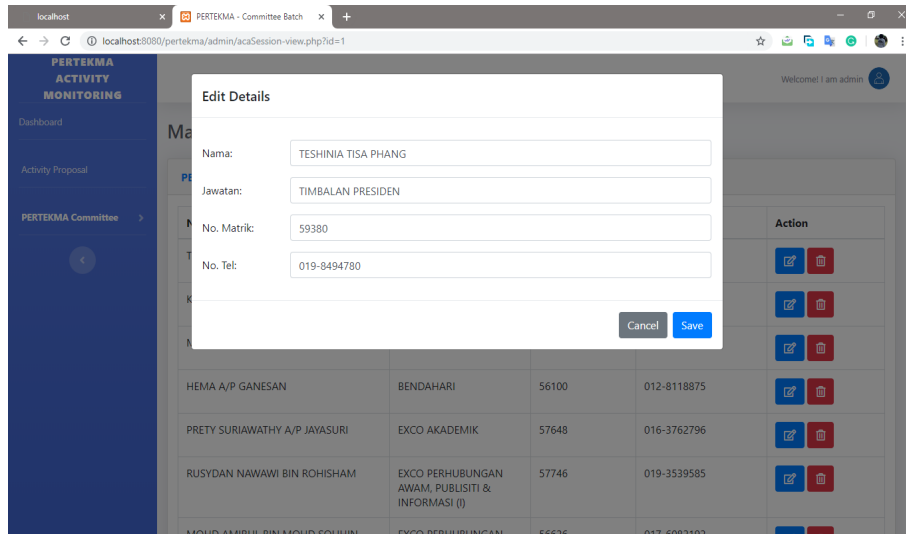 localhost
PERTEKMA - Committee Batch
localhost:8080/pertekma/admin/acaSession-view.php?id=1
PERTEKMA
ACTIVITY
MONITORING
Welcome! I am admin
Dashboard
Activity Proposal
PERTEKMA Committee
Edit Details
Nama: TESHINIA TISA PHANG
Jawatan: TIMBALAN PRESIDEN
No. Matrik: 59380
No. Tel: 019-8494780
Cancel Save
Ma
PE
N Action
T
K
M
HEMA A/P GANESAN BENDAHARI 56100 012-8118875
PRETY SURIAWATHY A/P JAYASURI EXCO AKADEMIK 57648 016-3762796
RUSYDAN NAWAWI BIN ROHISHAM EXCO PERHUBUNGAN 57746 019-3539585
AWAM, PUBLISITI &
INFORMASI (I)